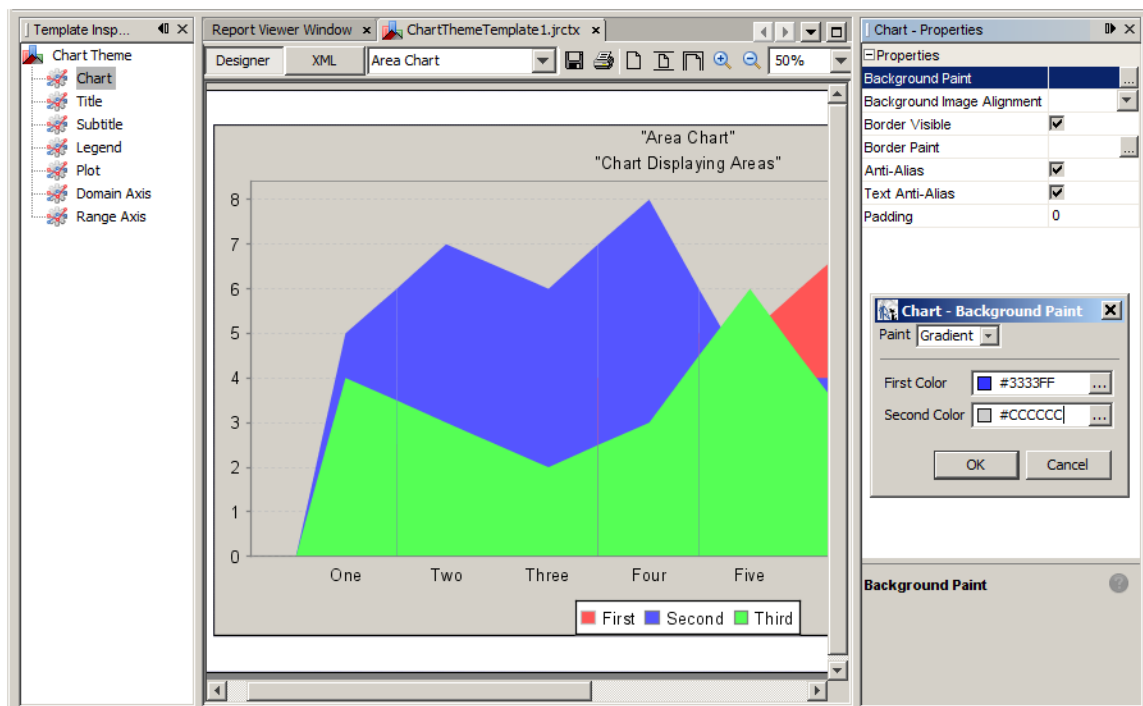 Template Insp...
Chart Theme
Chart
Title
Subtitle
Legend
Plot
Domain Axis
Range Axis
Report Viewer Window
ChartThemeTemplate1.jrctx
Designer
XML
Area Chart
50%
"Area Chart"
"Chart Displaying Areas"
8
7
6
5
4
3
2
1
0
One
Two
Three
Four
Five
First
Second
Third
Chart - Properties
Properties
Background Paint
...
Background Image Alignment
Border Visible
Border Paint
...
Anti-Alias
Text Anti-Alias
Padding 0
Chart - Background Paint
Paint Gradient
First Color #3333FF ...
Second Color #CCCCCC ...
OK Cancel
Background Paint
?